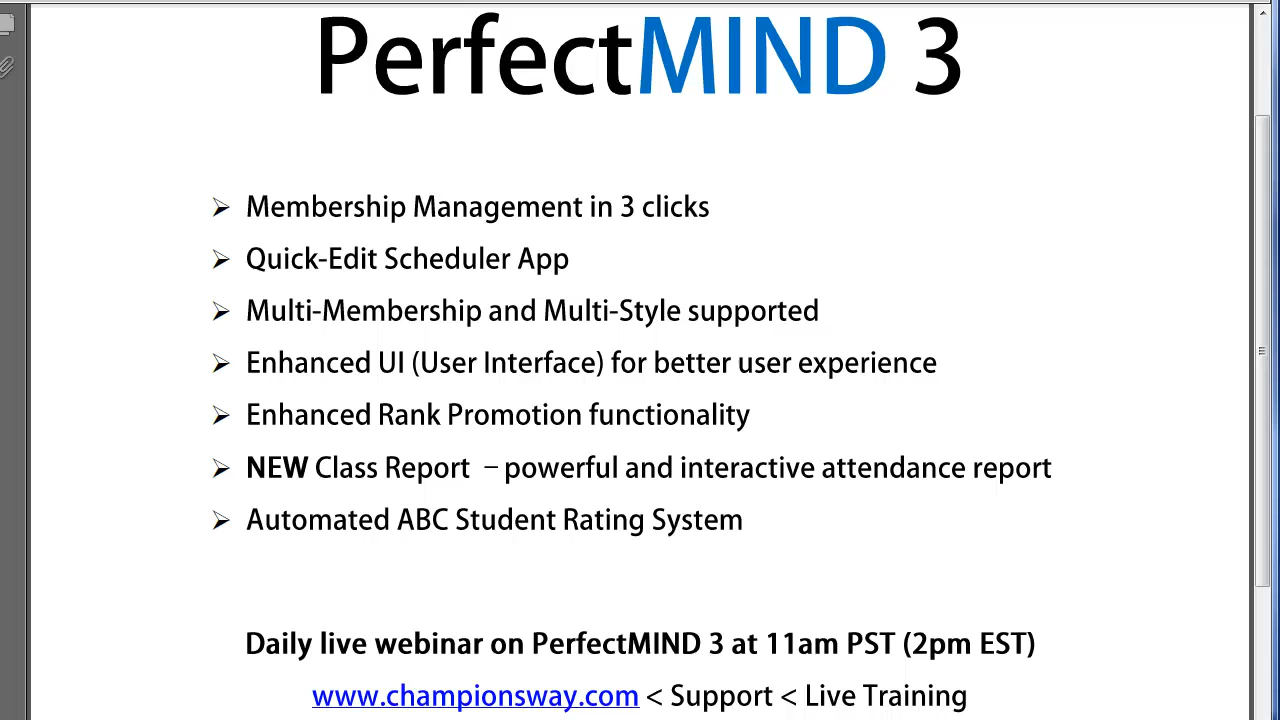 PerfectMIND 3
➢ Membership Management in 3 clicks
➢ Quick-Edit Scheduler App
➢ Multi-Membership and Multi-Style supported
➢ Enhanced UI (User Interface) for better user experience
➢ Enhanced Rank Promotion functionality
➢ NEW Class Report – powerful and interactive attendance report
➢ Automated ABC Student Rating System
Daily live webinar on PerfectMIND 3 at 11am PST (2pm EST)
www.championsway.com < Support < Live Training